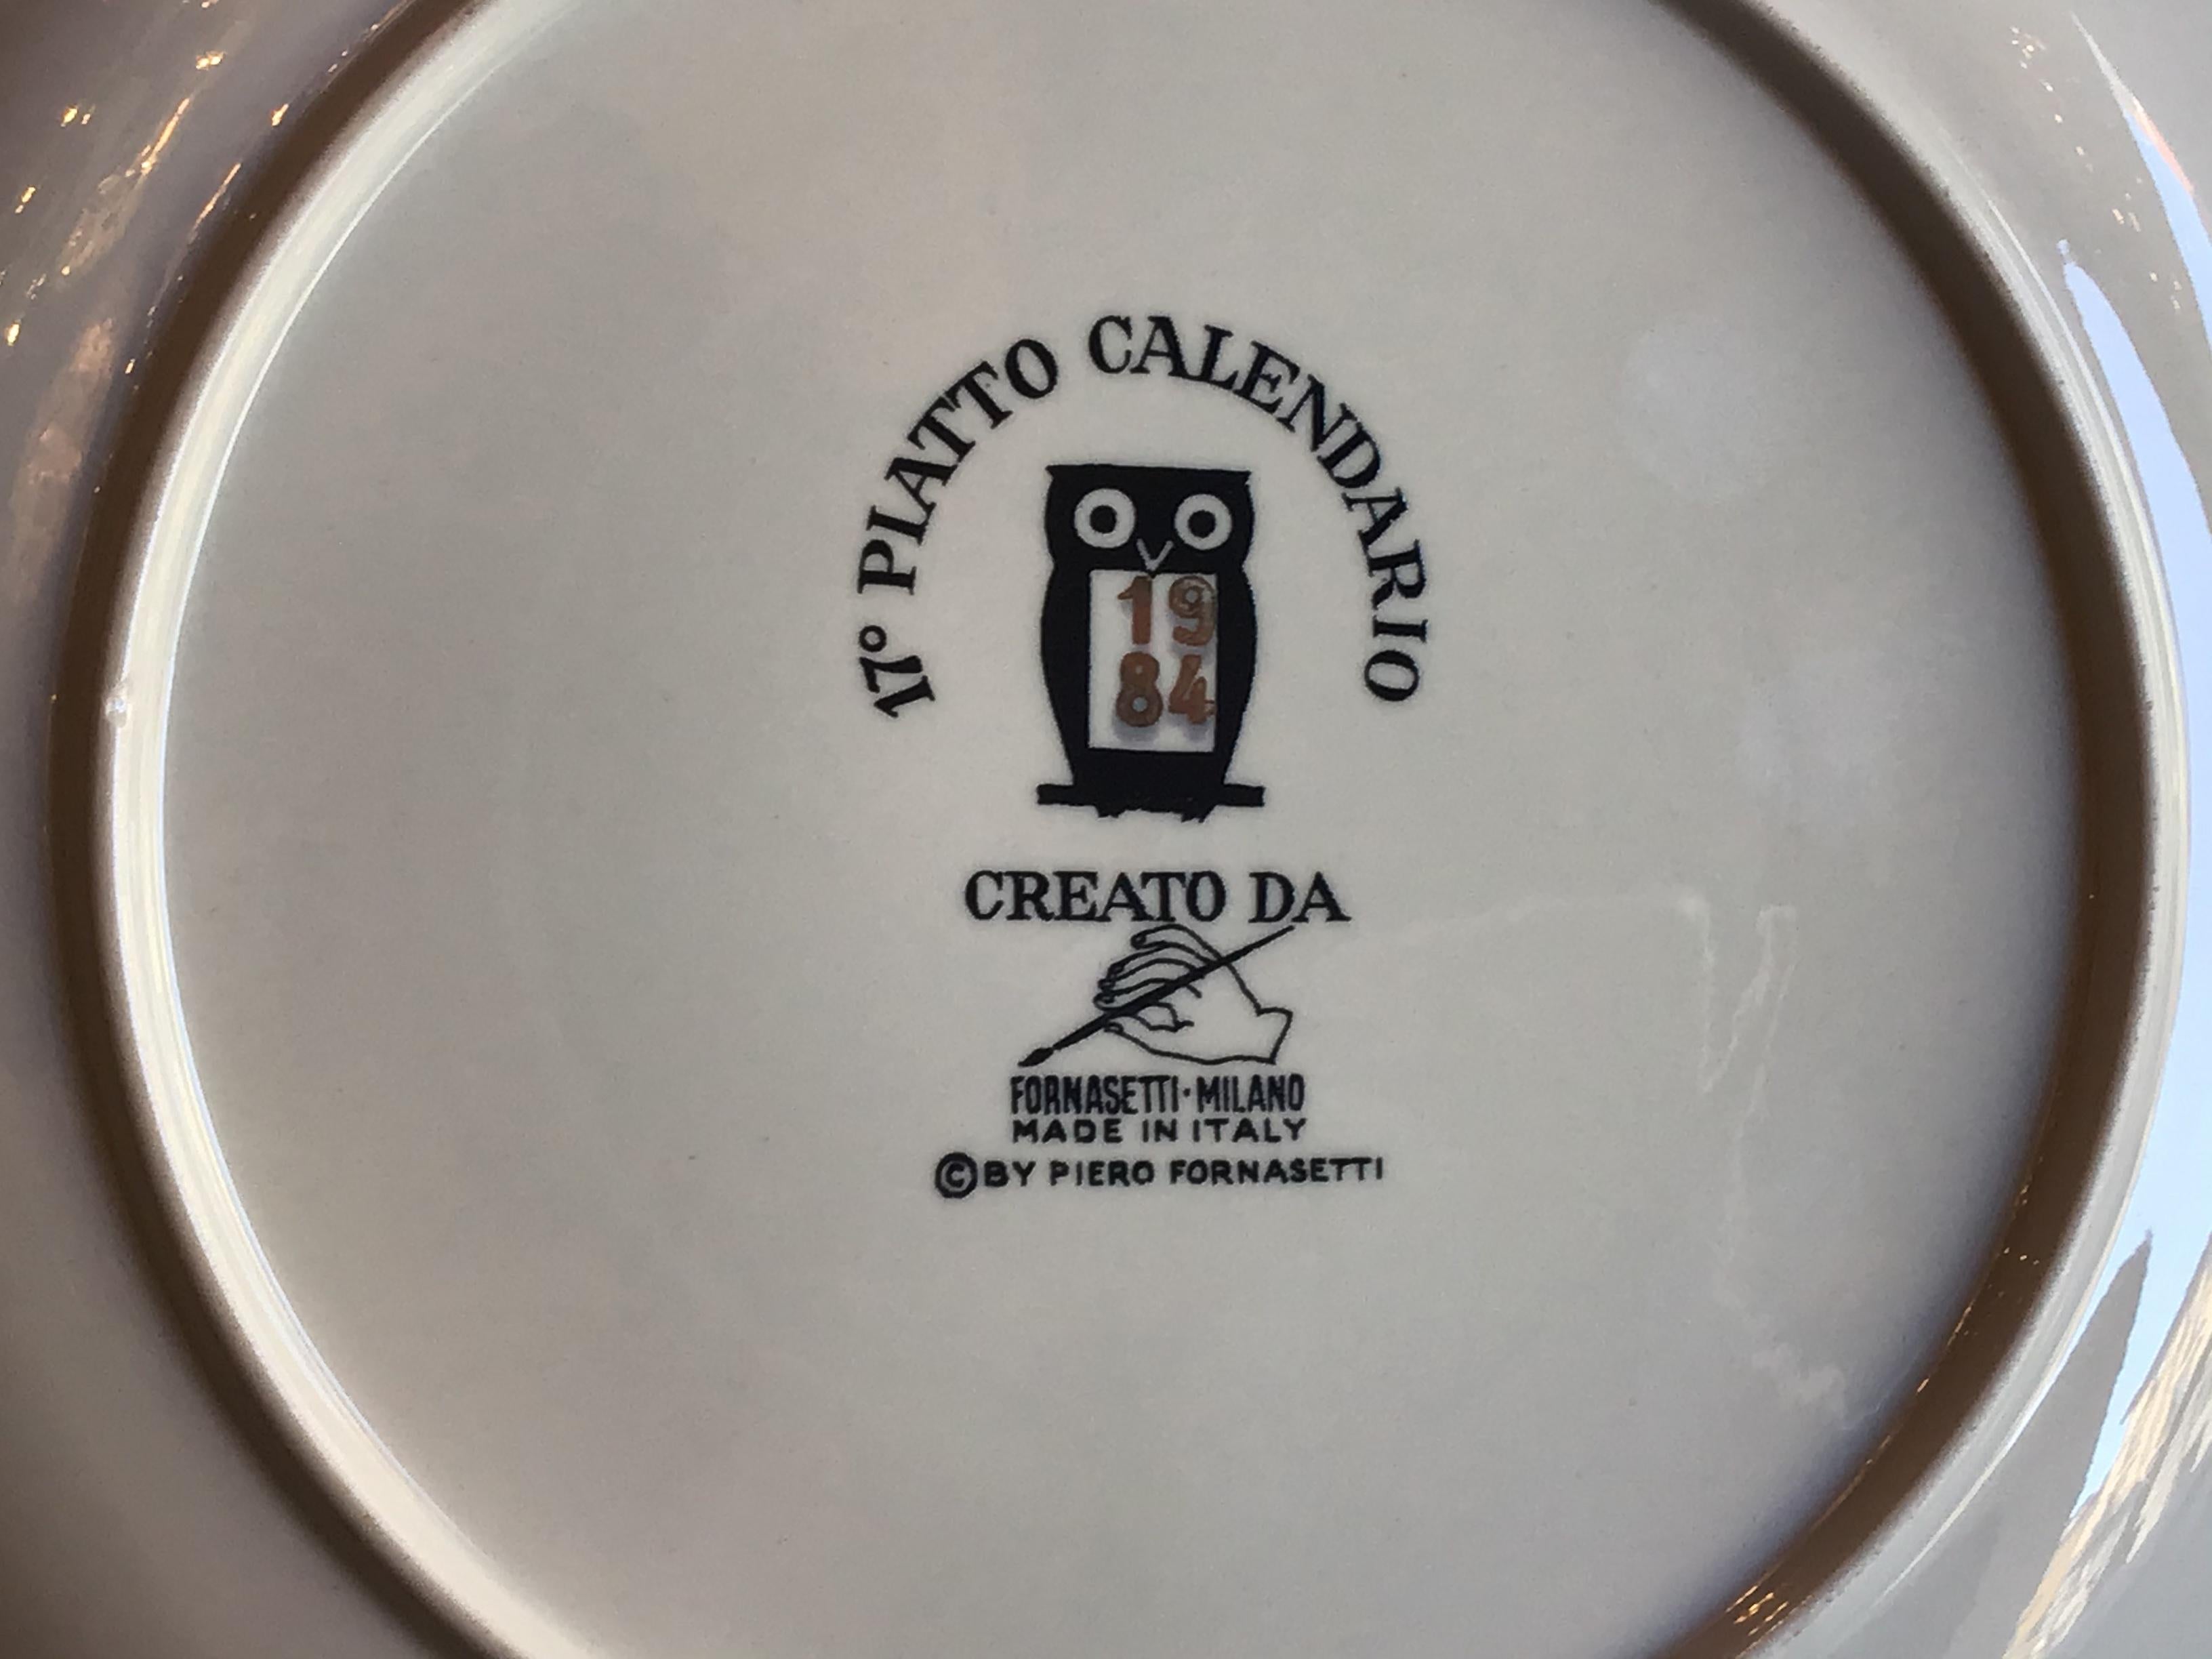 17° PIATTO CALENDARIO
19
84
CREATO DA
FORNASETTI·MILANO
MADE IN ITALY
©BY PIERO FORNASETTI